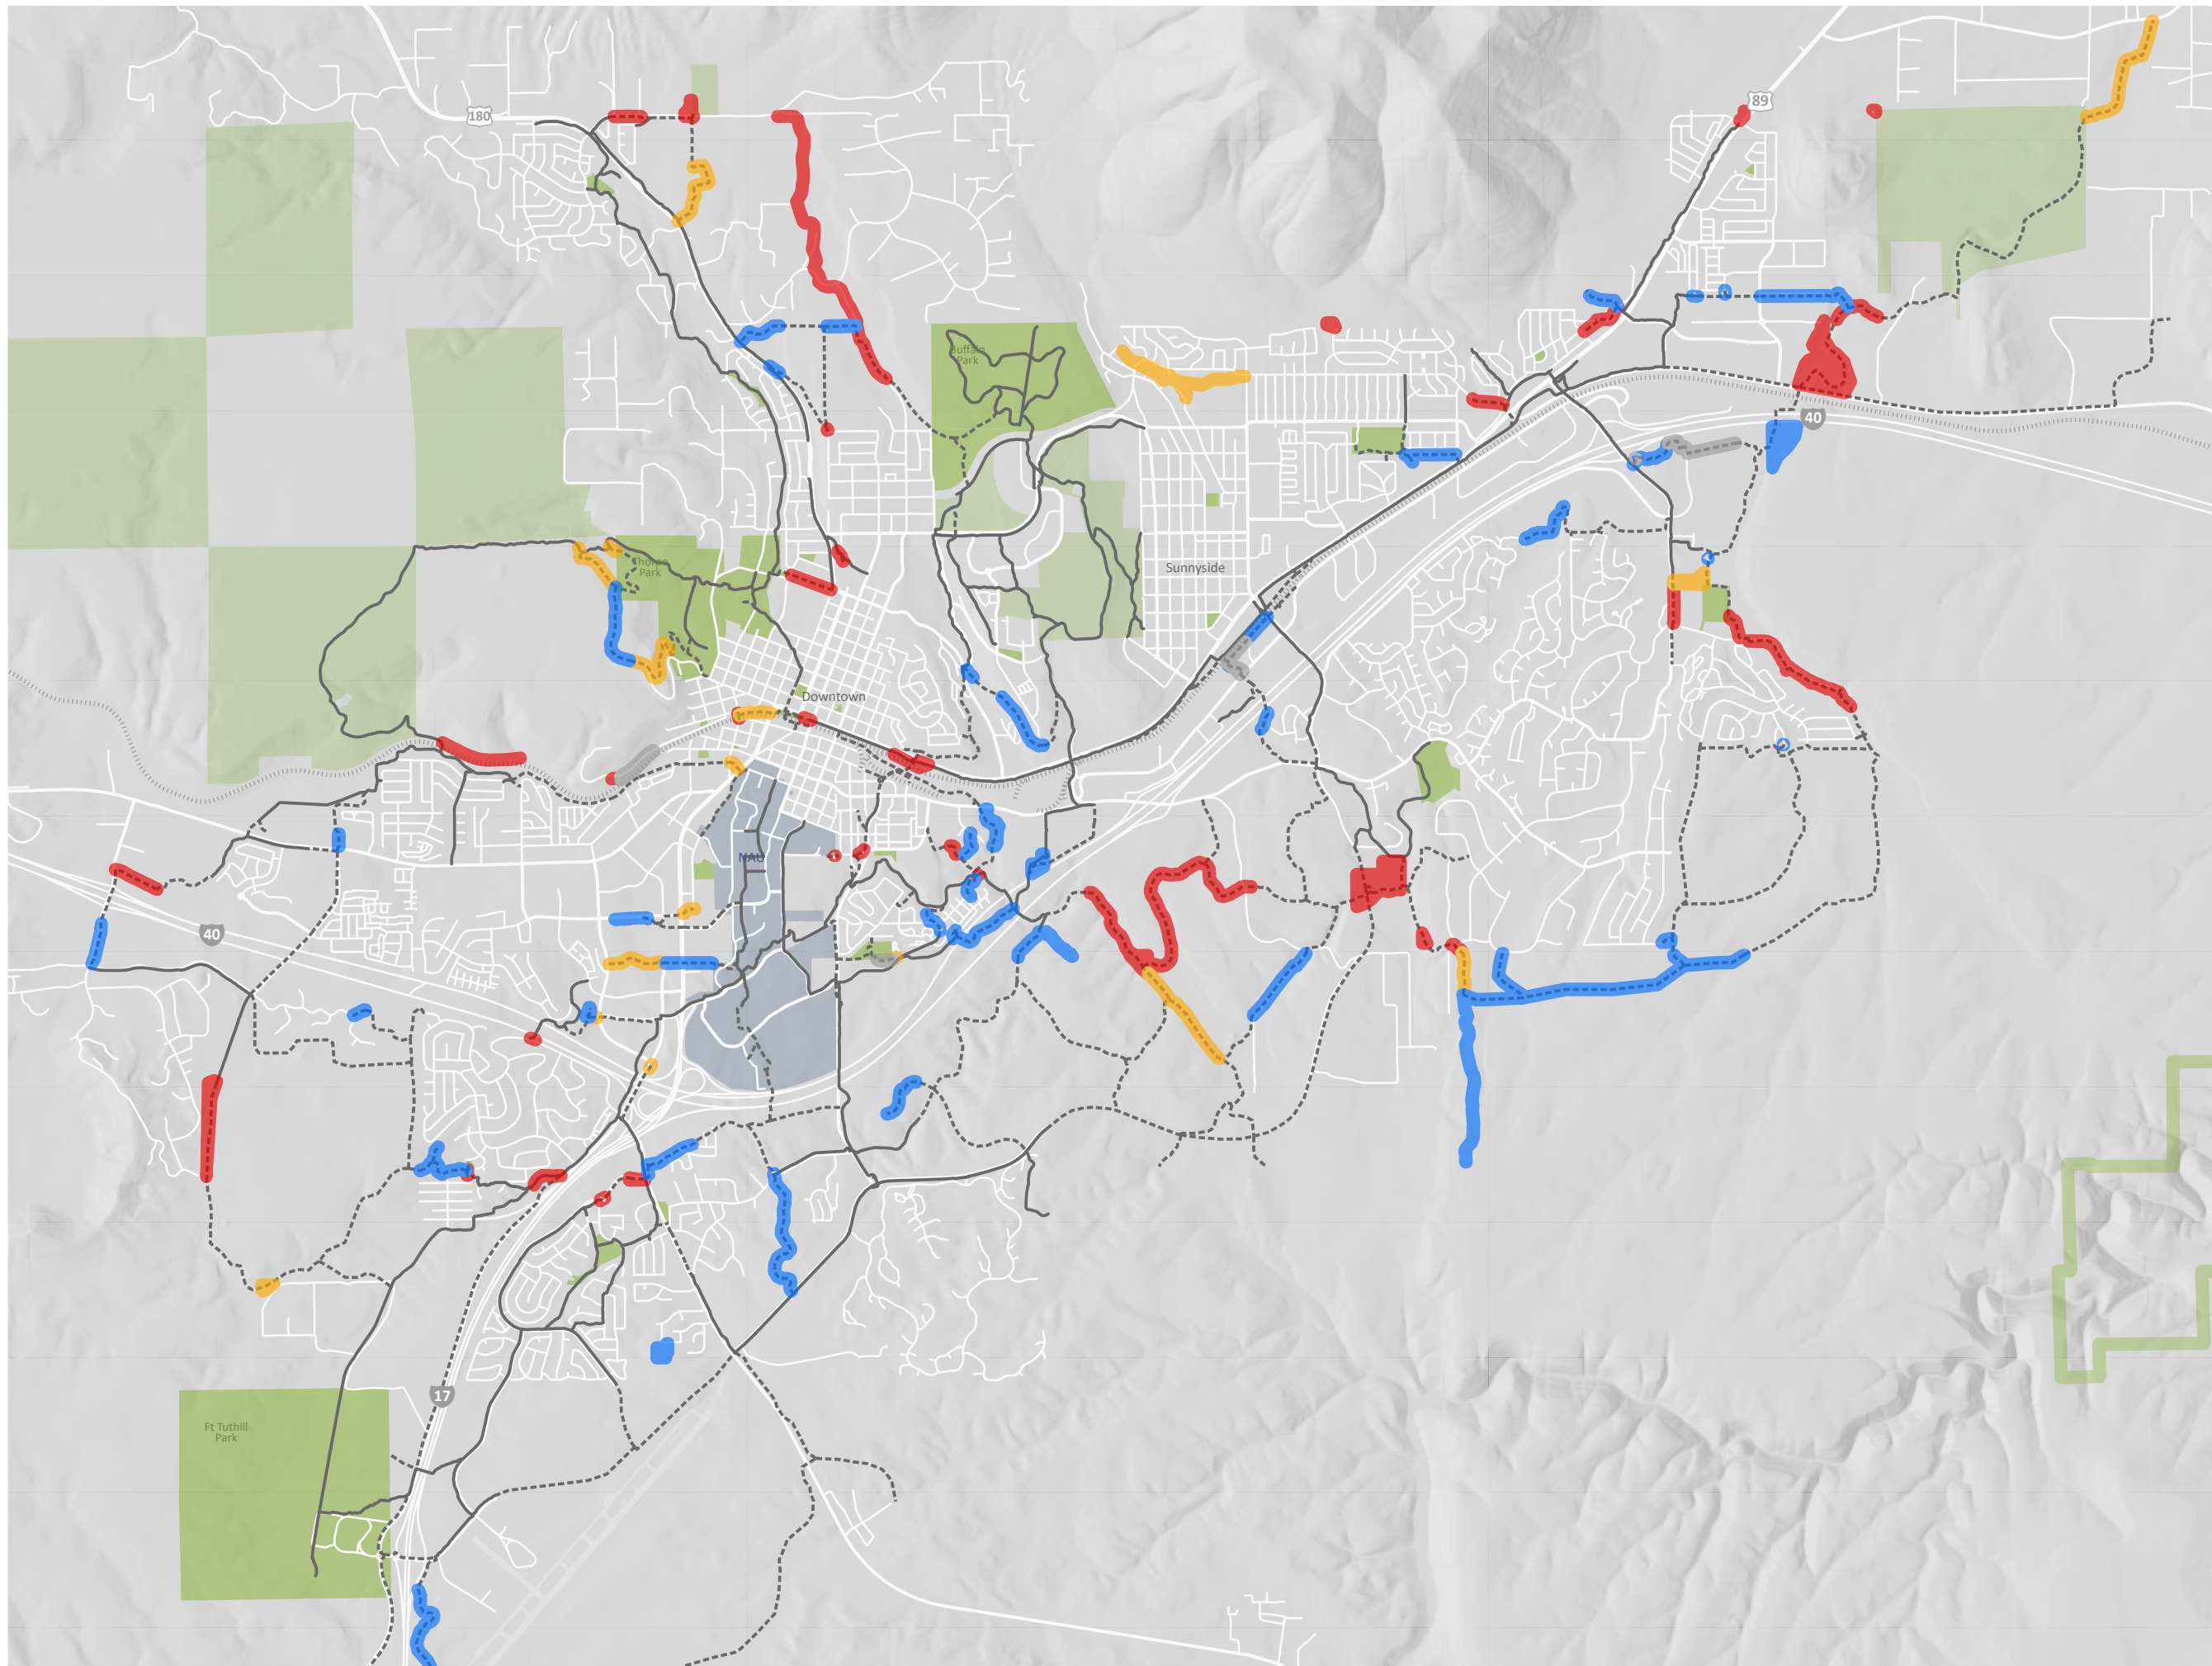 89
180
Buffalo
Park
40
Thorpe
Park
Sunnyside
Downtown
NAU
40
17
Ft Tuthill
Park